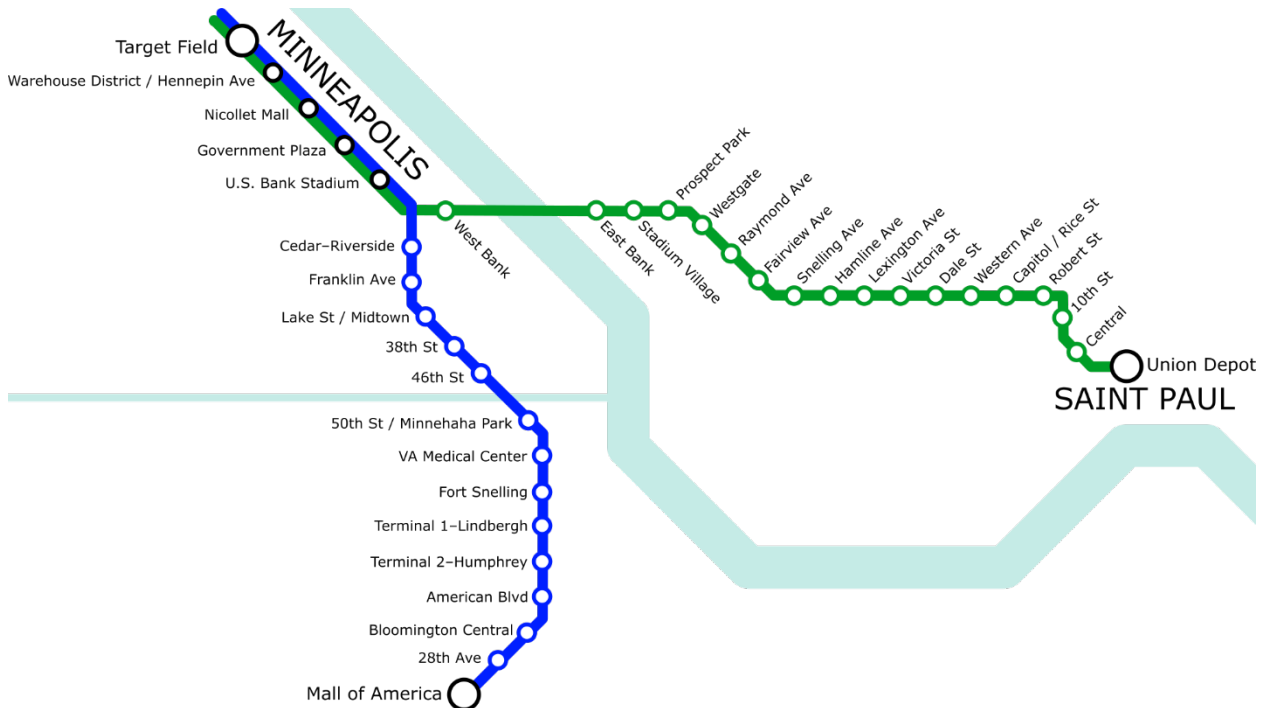 Target Field
MINNEAPOLIS
Warehouse District / Hennepin Ave
Nicollet Mall
Government Plaza
U.S. Bank Stadium
West Bank
East Bank
Stadium Village
Prospect Park
Westgate
Raymond Ave
Fairview Ave
Snelling Ave
Hamline Ave
Lexington Ave
Victoria St
Dale St
Western Ave
Capitol / Rice St
Robert St
10th St
Central
Union Depot
SAINT PAUL
Cedar–Riverside
Franklin Ave
Lake St / Midtown
38th St
46th St
50th St / Minnehaha Park
VA Medical Center
Fort Snelling
Terminal 1–Lindbergh
Terminal 2–Humphrey
American Blvd
Bloomington Central
28th Ave
Mall of America